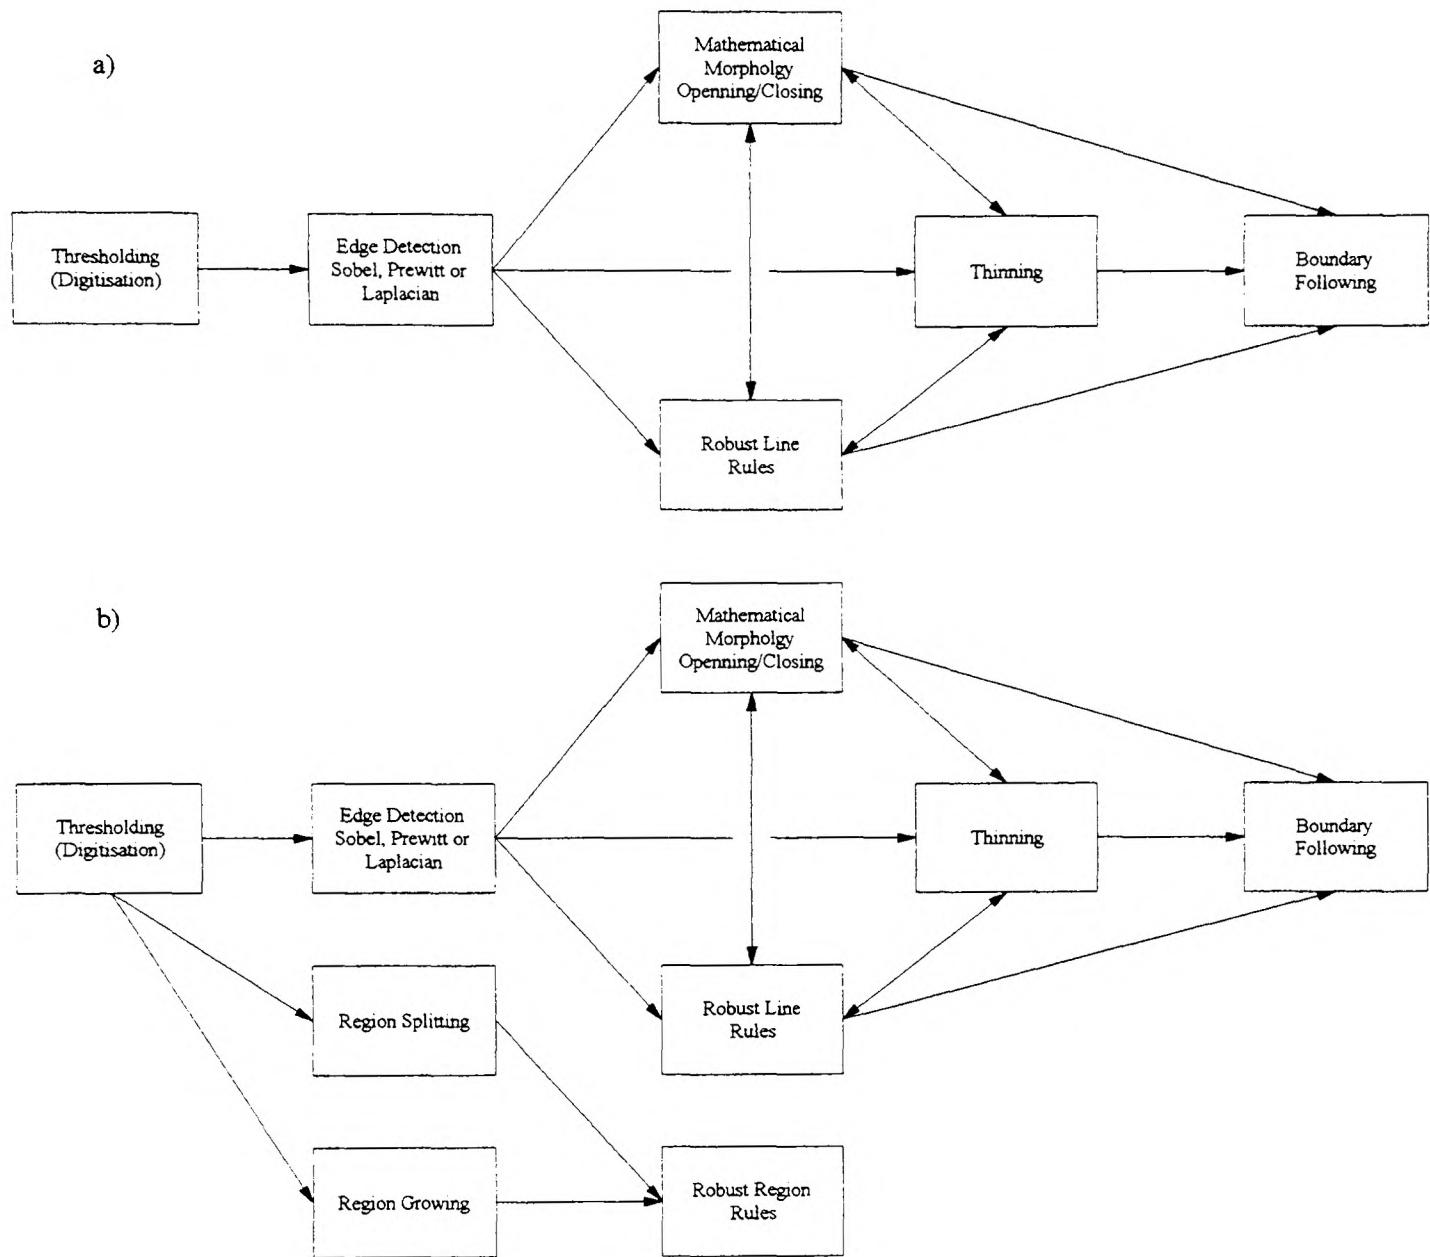 a)
Mathematical
Morpholgy
Openning/Closing
Thresholding
(Digitisation)
Edge Detection
Sobel, Prewitt or
Laplacian
Thinning
Boundary
Following
Robust Line
Rules
b)
Mathematical
Morpholgy
Openning/Closing
Thresholding
(Digitisation)
Edge Detection
Sobel, Prewitt or
Laplacian
Thinning
Boundary
Following
Region Splitting
Robust Line
Rules
Region Growing
Robust Region
Rules